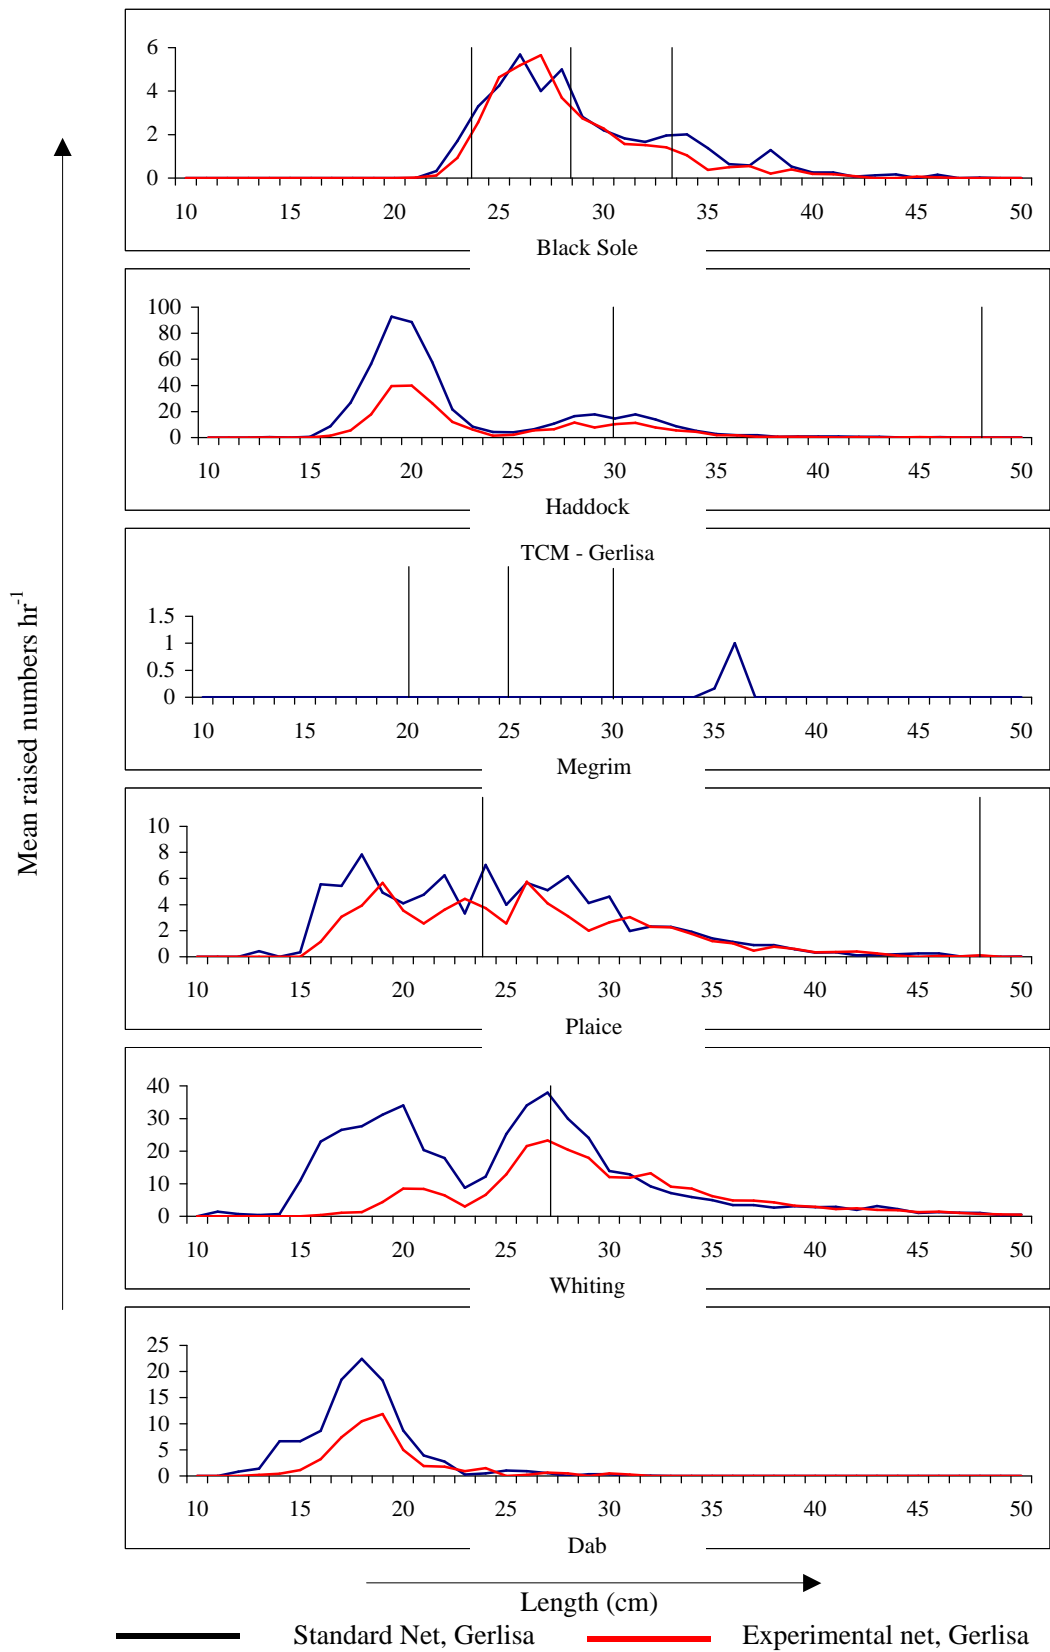 Mean raised numbers hr-1
6
4
2
0
10 15 20 25 30 35 40 45 50
Black Sole
100
80
60
40
20
0
10 15 20 25 30 35 40 45 50
Haddock
TCM - Gerlisa
1.5
1
0.5
0
10 20 25 30 35 40 45 50
Megrim
10
8
6
4
2
0
10 15 20 25 30 35 40 45 50
Plaice
40
30
20
10
0
10 15 20 25 30 35 40 45 50
Whiting
25
20
15
10
5
0
10 15 20 25 30 35 40 45 50
Dab
Length (cm)
Standard Net, Gerlisa Experimental net, Gerlisa